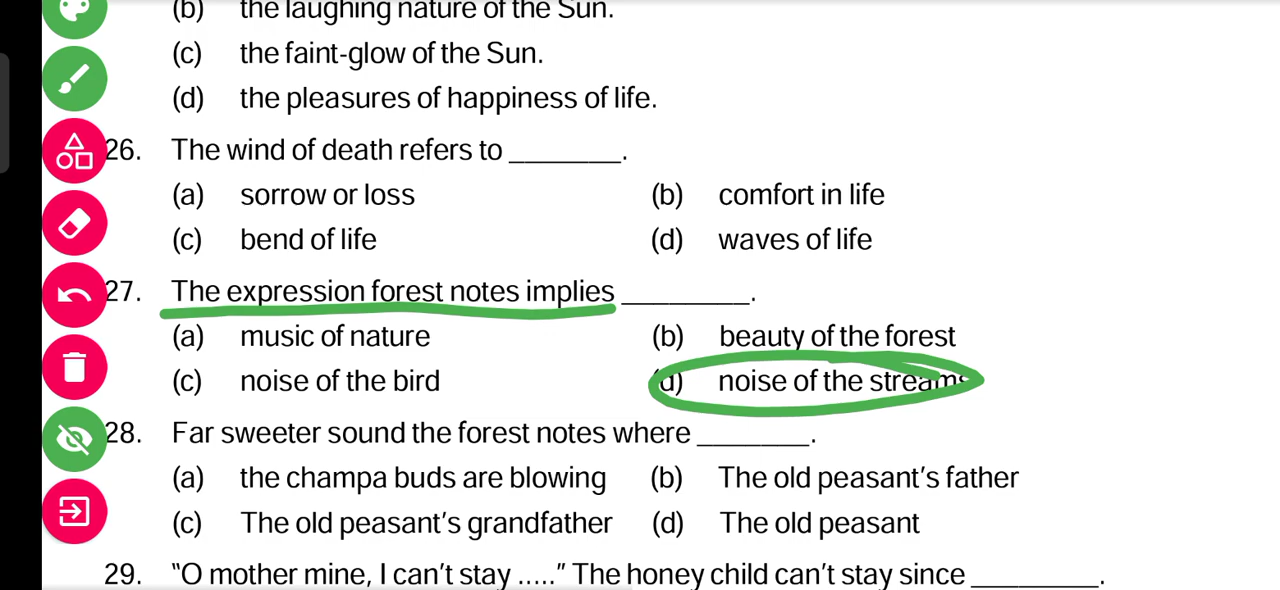 (b) the laughing nature of the Sun.
(c) the faint-glow of the Sun.
(d) the pleasures of happiness of life.
26. The wind of death refers to _______.
(a) sorrow or loss (b) comfort in life
(c) bend of life (d) waves of life
27. The expression forest notes implies ________.
(a) music of nature (b) beauty of the forest
(c) noise of the bird (d) noise of the streams
28. Far sweeter sound the forest notes where _______.
(a) the champa buds are blowing (b) The old peasant's father
(c) The old peasant's grandfather (d) The old peasant
29. "O mother mine, I can't stay ....." The honey child can't stay since ________.